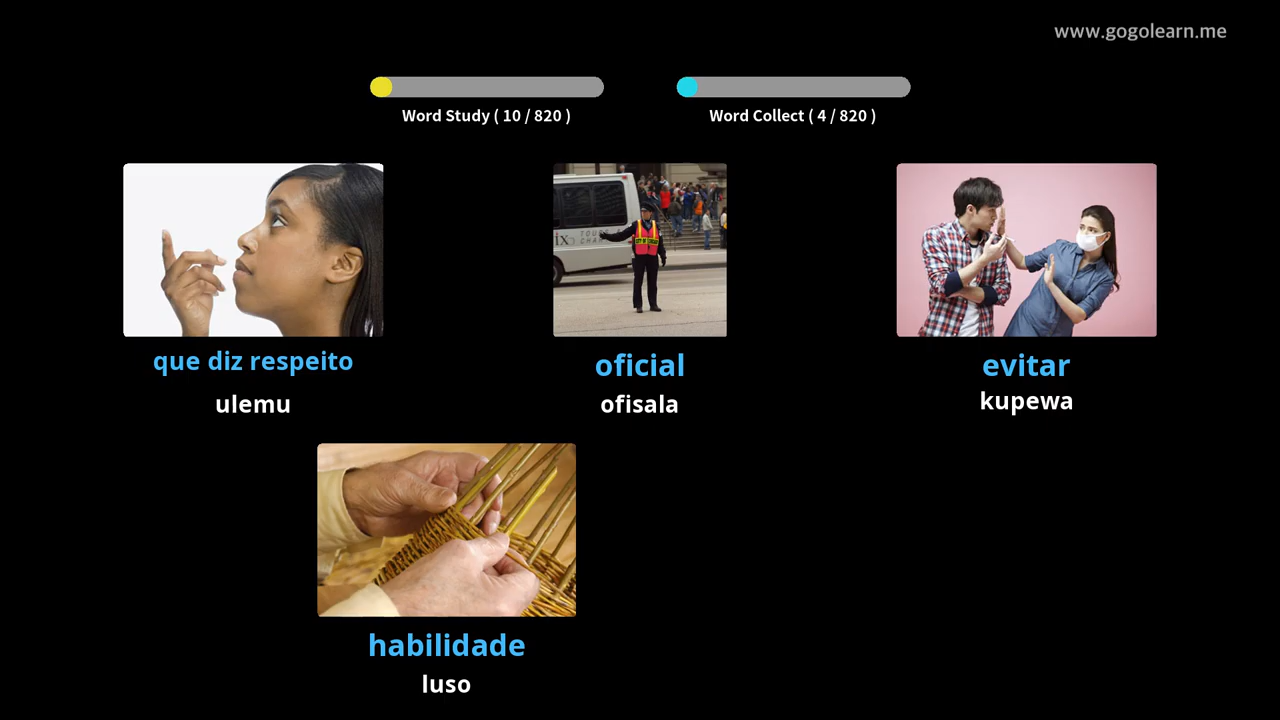 www.gogolearn.me
Word Study ( 10 / 820 )
Word Collect ( 4 / 820 )
que diz respeito
ulemu
oficial
ofisala
evitar
kupewa
habilidade
luso